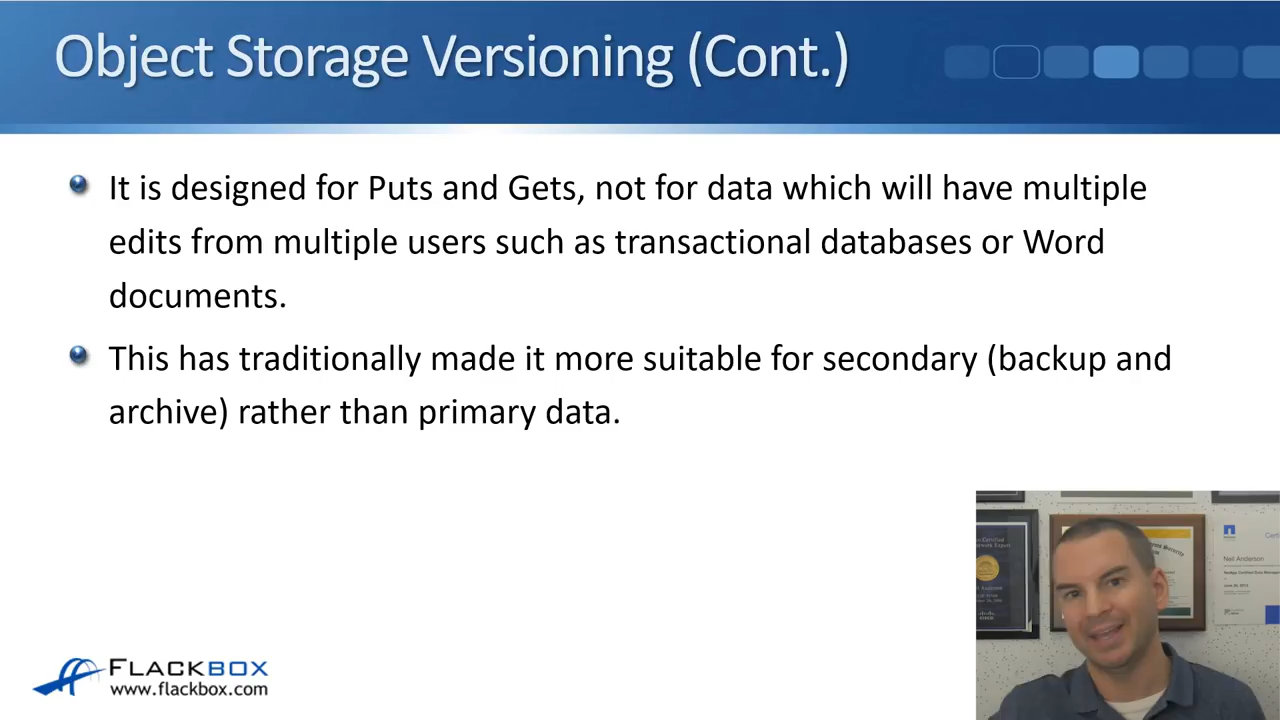 Object Storage Versioning (Cont.)
It is designed for Puts and Gets, not for data which will have multiple
edits from multiple users such as transactional databases or Word
documents.
This has traditionally made it more suitable for secondary (backup and
archive) rather than primary data.
FLACKBOX
www.flackbox.com
Neil Anderson